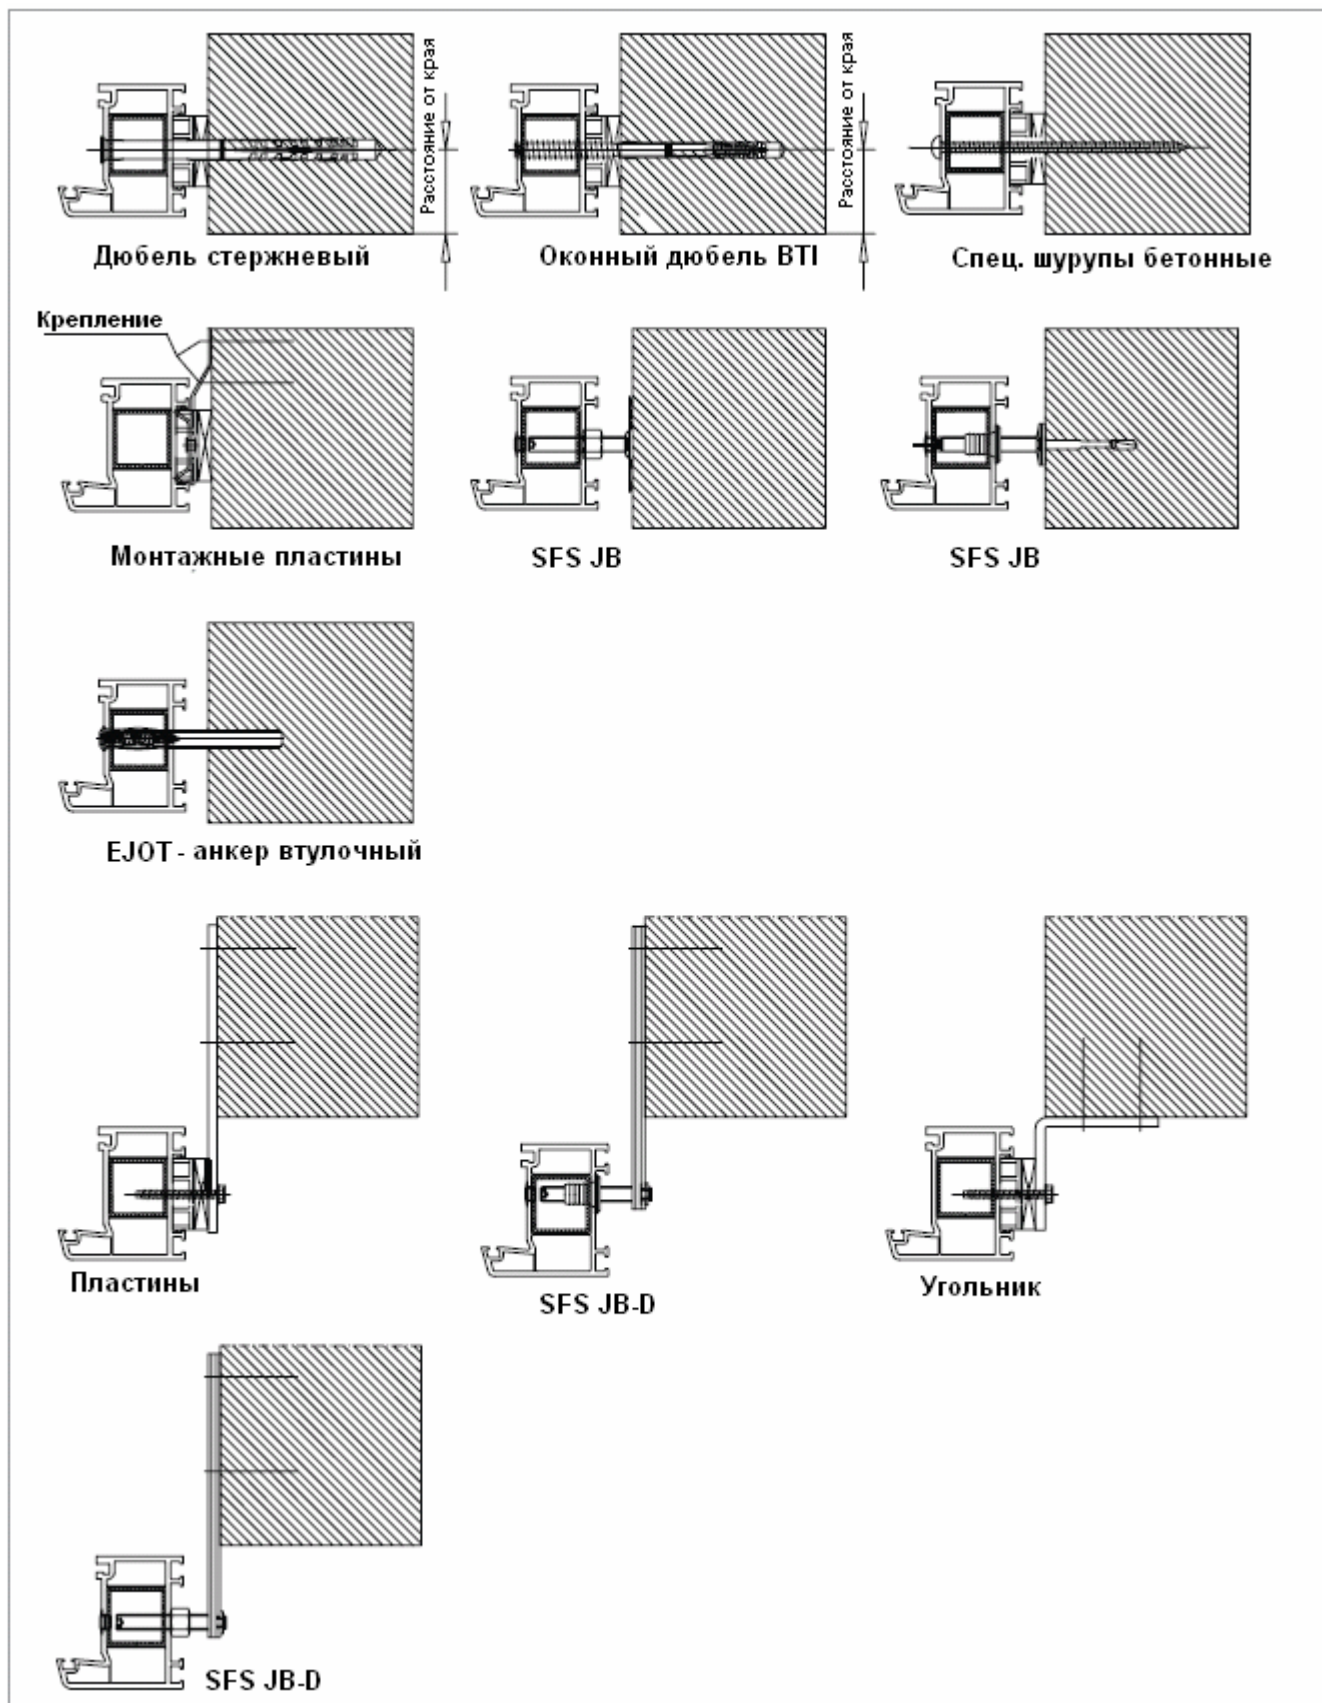 Расстояние от края
Расстояние от края
Дюбель стержневый
Оконный дюбель BTI
Спец. шурупы бетонные
Крепление
Монтажные пластины
SFS JB
SFS JB
EJOT - анкер втулочный
Пластины
SFS JB-D
Угольник
SFS JB-D